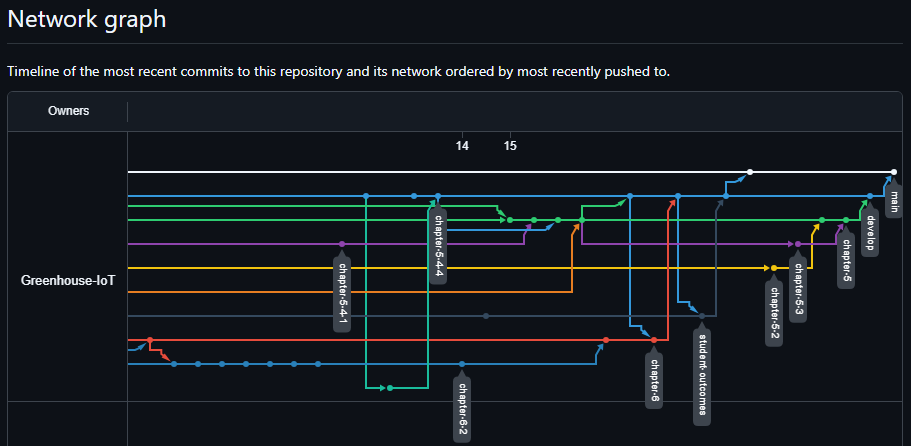 Network graph
Timeline of the most recent commits to this repository and its network ordered by most recently pushed to.
Owners
14 15
Greenhouse-IoT
main
develop
chapter-5-4-4
chapter-5
chapter-5-4-1
chapter-5-3
chapter-5-2
student-outcomes
chapter-6
chapter-6-2